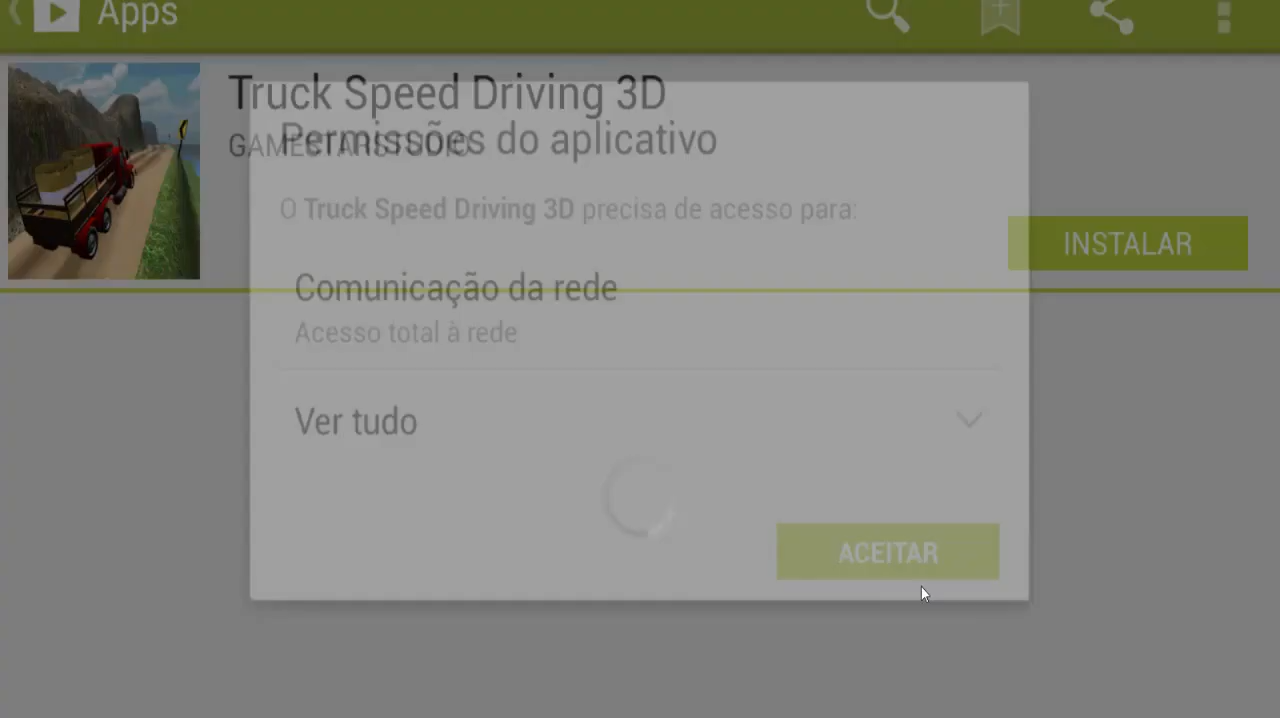 Apps
Truck Speed Driving 3D
GAMESTARSTUDIO
INSTALAR
Permissões do aplicativo
O Truck Speed Driving 3D precisa de acesso para:
Comunicação da rede
Acesso total à rede
Ver tudo
ACEITAR